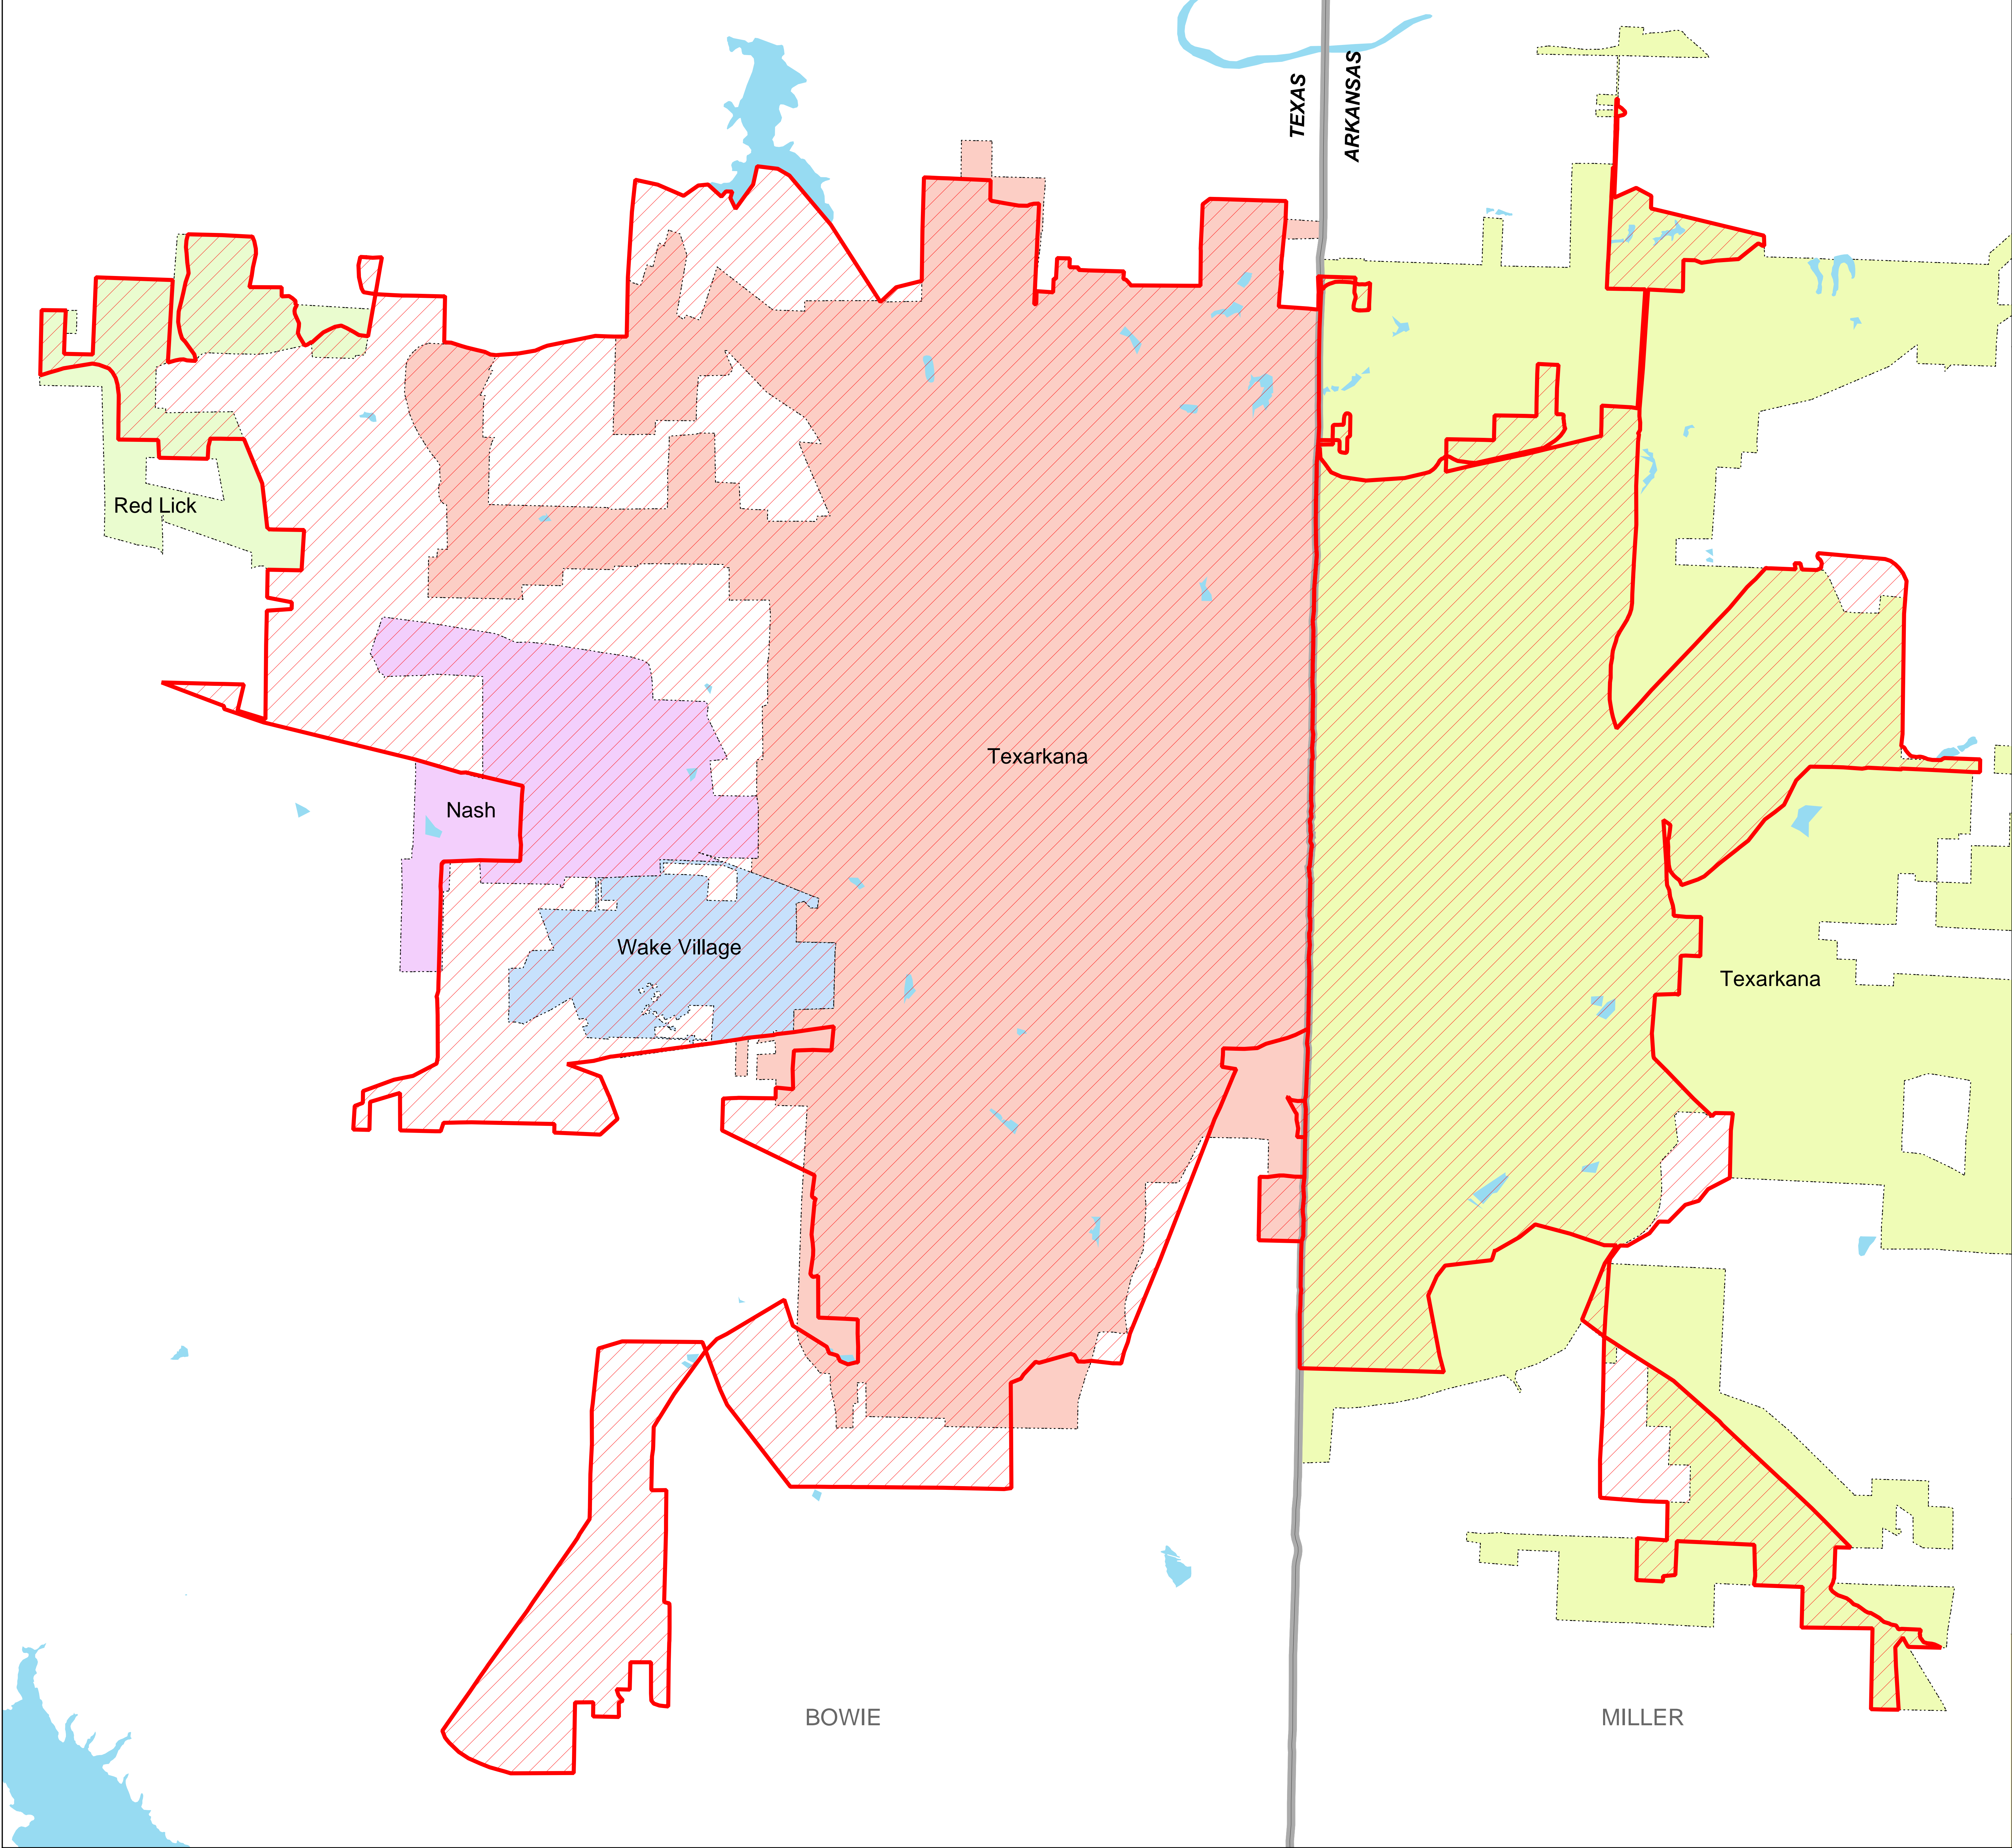 TEXAS
ARKANSAS
Red Lick
Texarkana
Nash
Wake Village
Texarkana
BOWIE
MILLER